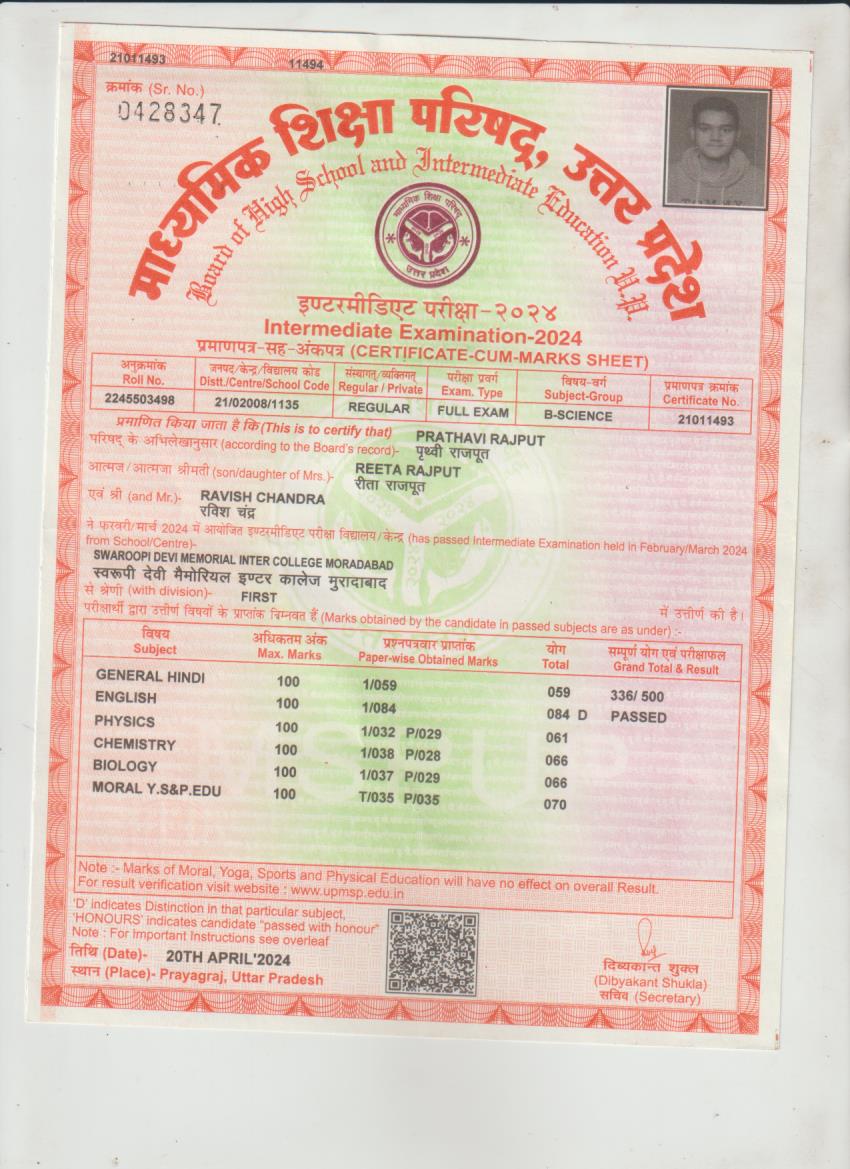 21011493 11494
क्रमांक (Sr. No.)
0428347
माध्यमिक शिक्षा परिषद्, उत्तर प्रदेश
Board of High School and Intermediate Education U.P.
माध्यमिक शिक्षा परिषद्
उत्तर प्रदेश
इण्टरमीडिएट परीक्षा-२०२४
Intermediate Examination-2024
प्रमाणपत्र-सह-अंकपत्र (CERTIFICATE-CUM-MARKS SHEET)
अनुक्रमांक जनपद/केन्द्र/विद्यालय कोड संस्थागत्/व्यक्तिगत् परीक्षा प्रवर्ग विषय-वर्ग प्रमाणपत्र क्रमांक
Roll No. Distt./Centre/School Code Regular / Private Exam. Type Subject-Group Certificate No.
2245503498 21/02008/1135 REGULAR FULL EXAM B-SCIENCE 21011493
प्रमाणित किया जाता है कि (This is to certify that) PRATHAVI RAJPUT
परिषद् के अभिलेखानुसार (according to the Board's record)- पृथ्वी राजपूत
आत्मज/आत्मजा श्रीमती (son/daughter of Mrs.)- REETA RAJPUT
रीता राजपूत
एवं श्री (and Mr.)- RAVISH CHANDRA
रविश चंद्र
ने फरवरी/मार्च 2024 में आयोजित इण्टरमीडिएट परीक्षा विद्यालय/केन्द्र (has passed Intermediate Examination held in February/March 2024
from School/Centre)-
SWAROOPI DEVI MEMORIAL INTER COLLEGE MORADABAD
स्वरूपी देवी मैमोरियल इण्टर कालेज मुरादाबाद
से श्रेणी (with division)- FIRST में उत्तीर्ण की है।
परीक्षार्थी द्वारा उत्तीर्ण विषयों के प्राप्तांक निम्नवत हैं (Marks obtained by the candidate in passed subjects are as under) :-
विषय अधिकतम अंक प्रश्नपत्रवार प्राप्तांक योग सम्पूर्ण योग एवं परीक्षाफल
Subject Max. Marks Paper-wise Obtained Marks Total Grand Total & Result
GENERAL HINDI 100 1/059 059 336/ 500
ENGLISH 100 1/084 084 D PASSED
PHYSICS 100 1/032 P/029 061
CHEMISTRY 100 1/038 P/028 066
BIOLOGY 100 1/037 P/029 066
MORAL Y.S&P.EDU 100 T/035 P/035 070
Note :- Marks of Moral, Yoga, Sports and Physical Education will have no effect on overall Result.
For result verification visit website : www.upmsp.edu.in
'D' indicates Distinction in that particular subject,
'HONOURS' indicates candidate "passed with honour"
Note : For Important Instructions see overleaf
तिथि (Date)- 20TH APRIL'2024
स्थान (Place)- Prayagraj, Uttar Pradesh
दिब्यकान्त शुक्ल
(Dibyakant Shukla)
सचिव (Secretary)